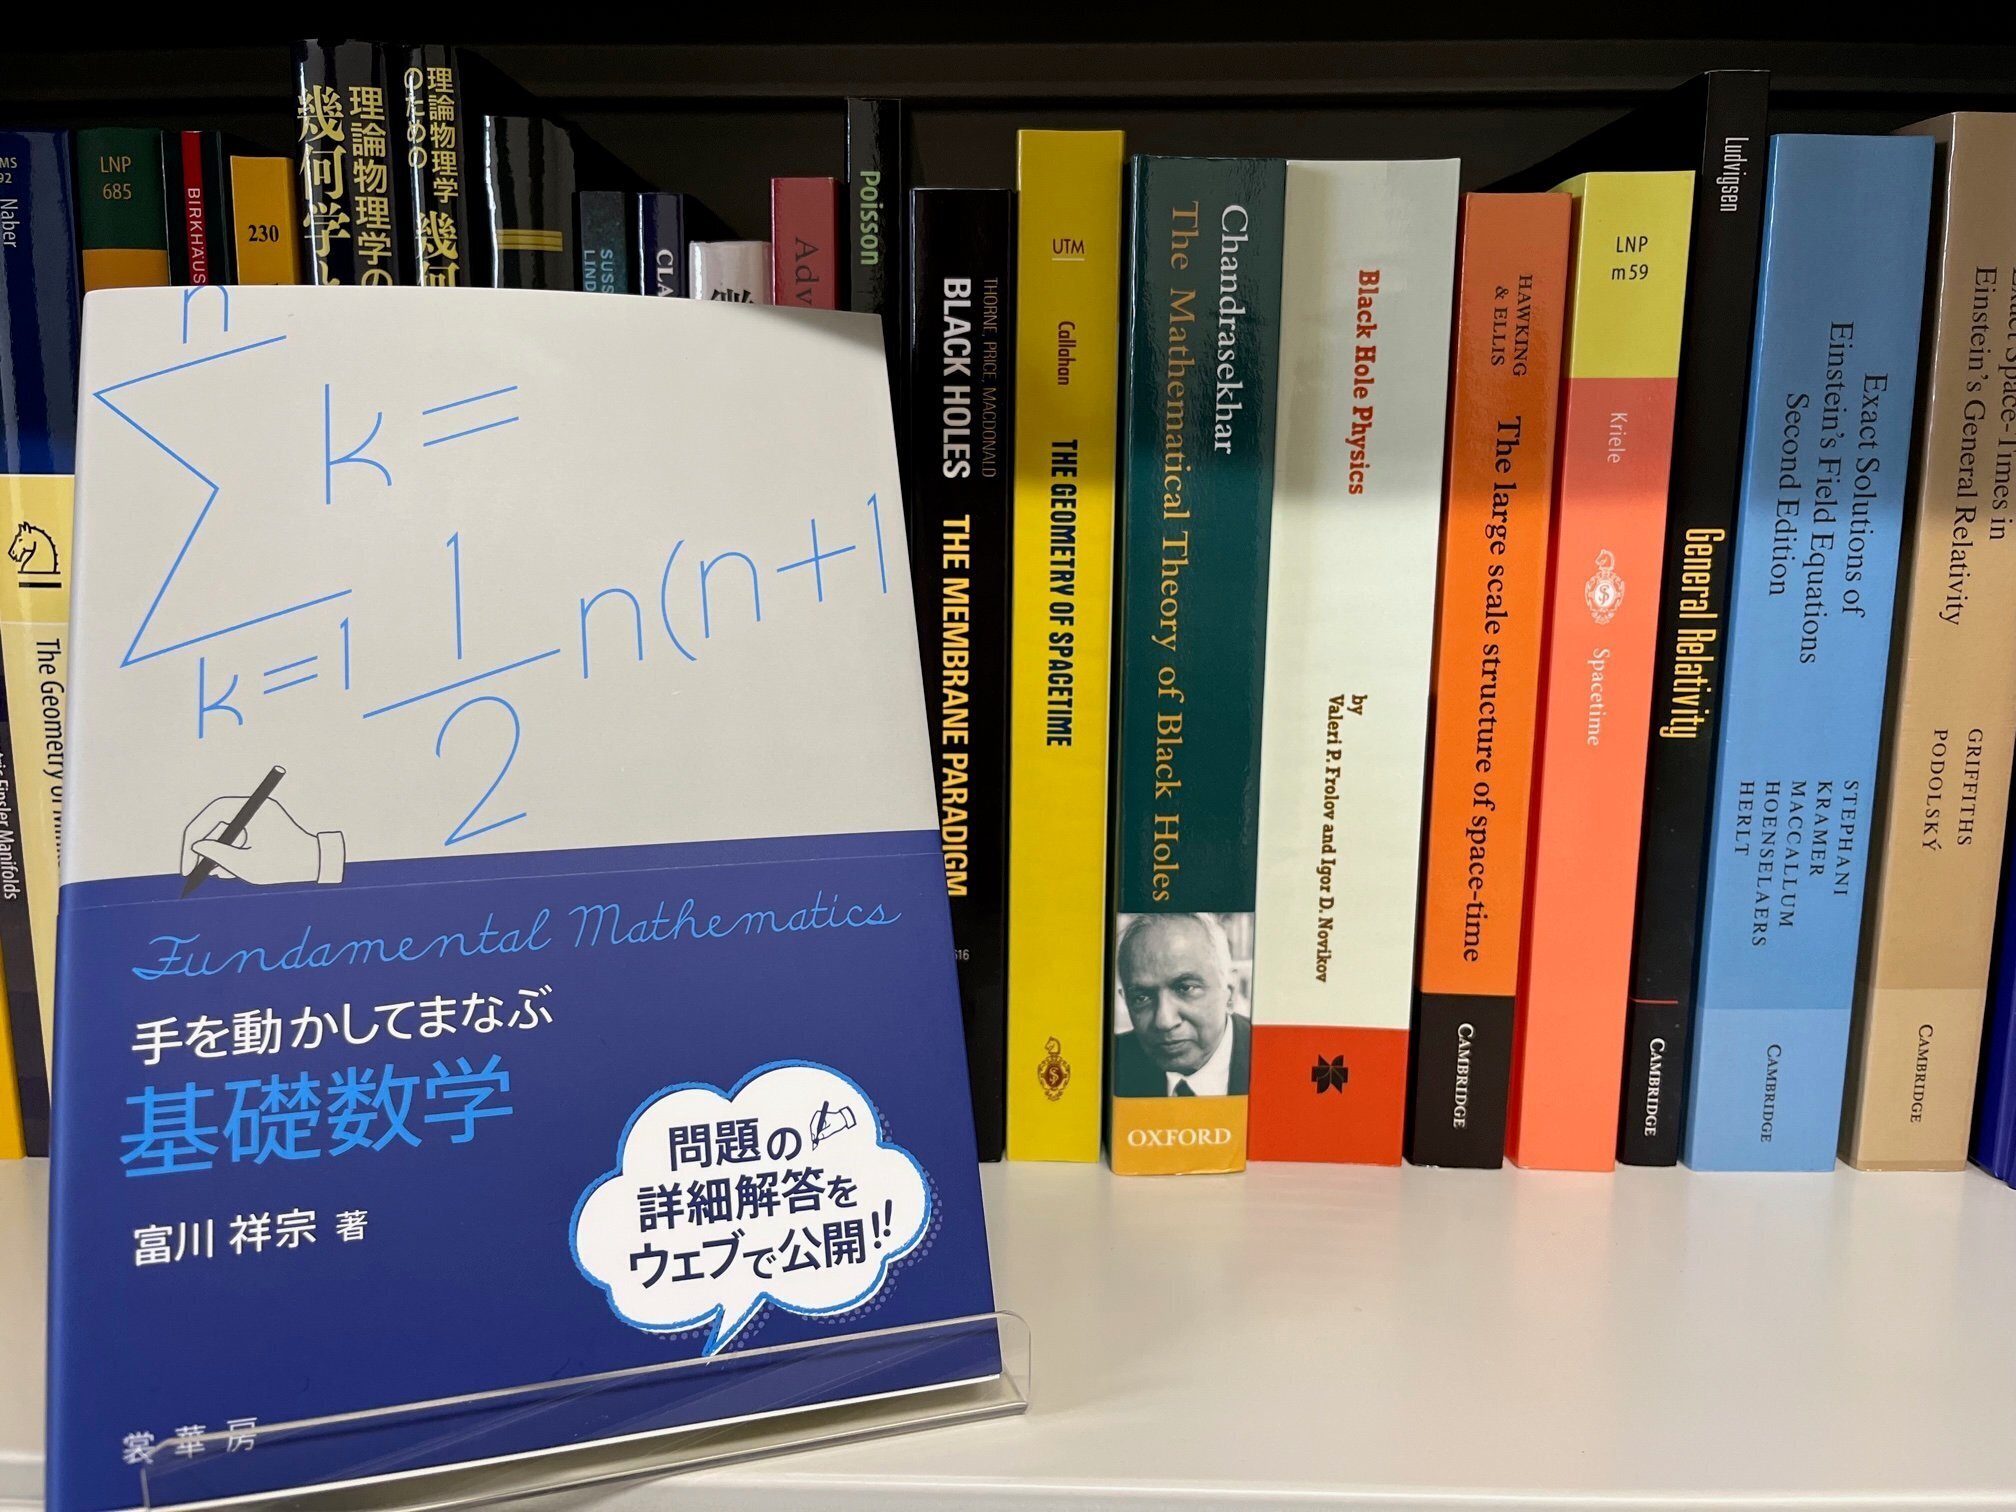 n
∑ k =
k=1
1
2
n(n+1
Fundamental Mathematics
手を動かしてまなぶ
基礎数学
富川 祥宗 著
問題の
詳細解答を
ウェブで公開!!
裳 華 房
Naber
The Geometry of
Finsler Manifolds
LNP
685
BIRKHÄUS
230
理論物理学の
幾何学と
理論物理学
のための
幾何
SUSS
LIND
CLA
Adv
Poisson
THORNE, PRICE, MACDONALD
BLACK HOLES THE MEMBRANE PARADIGM
UTM
Callahan
THE GEOMETRY OF SPACETIME
Chandrasekhar
The Mathematical Theory of Black Holes
OXFORD
Black Hole Physics
by
Valeri P. Frolov and Igor D. Novikov
HAWKING
& ELLIS
The large scale structure of space-time
CAMBRIDGE
LNP
m59
Kriele
Spacetime
Ludvigsen
General Relativity
CAMBRIDGE
Exact Solutions of
Einstein's Field Equations
Second Edition
STEPHANI
KRAMER
MACCALLUM
HOENSELAERS
HERLT
CAMBRIDGE
Space-Times in
Einstein's General Relativity
GRIFFITHS
PODOLSKÝ
CAMBRIDGE